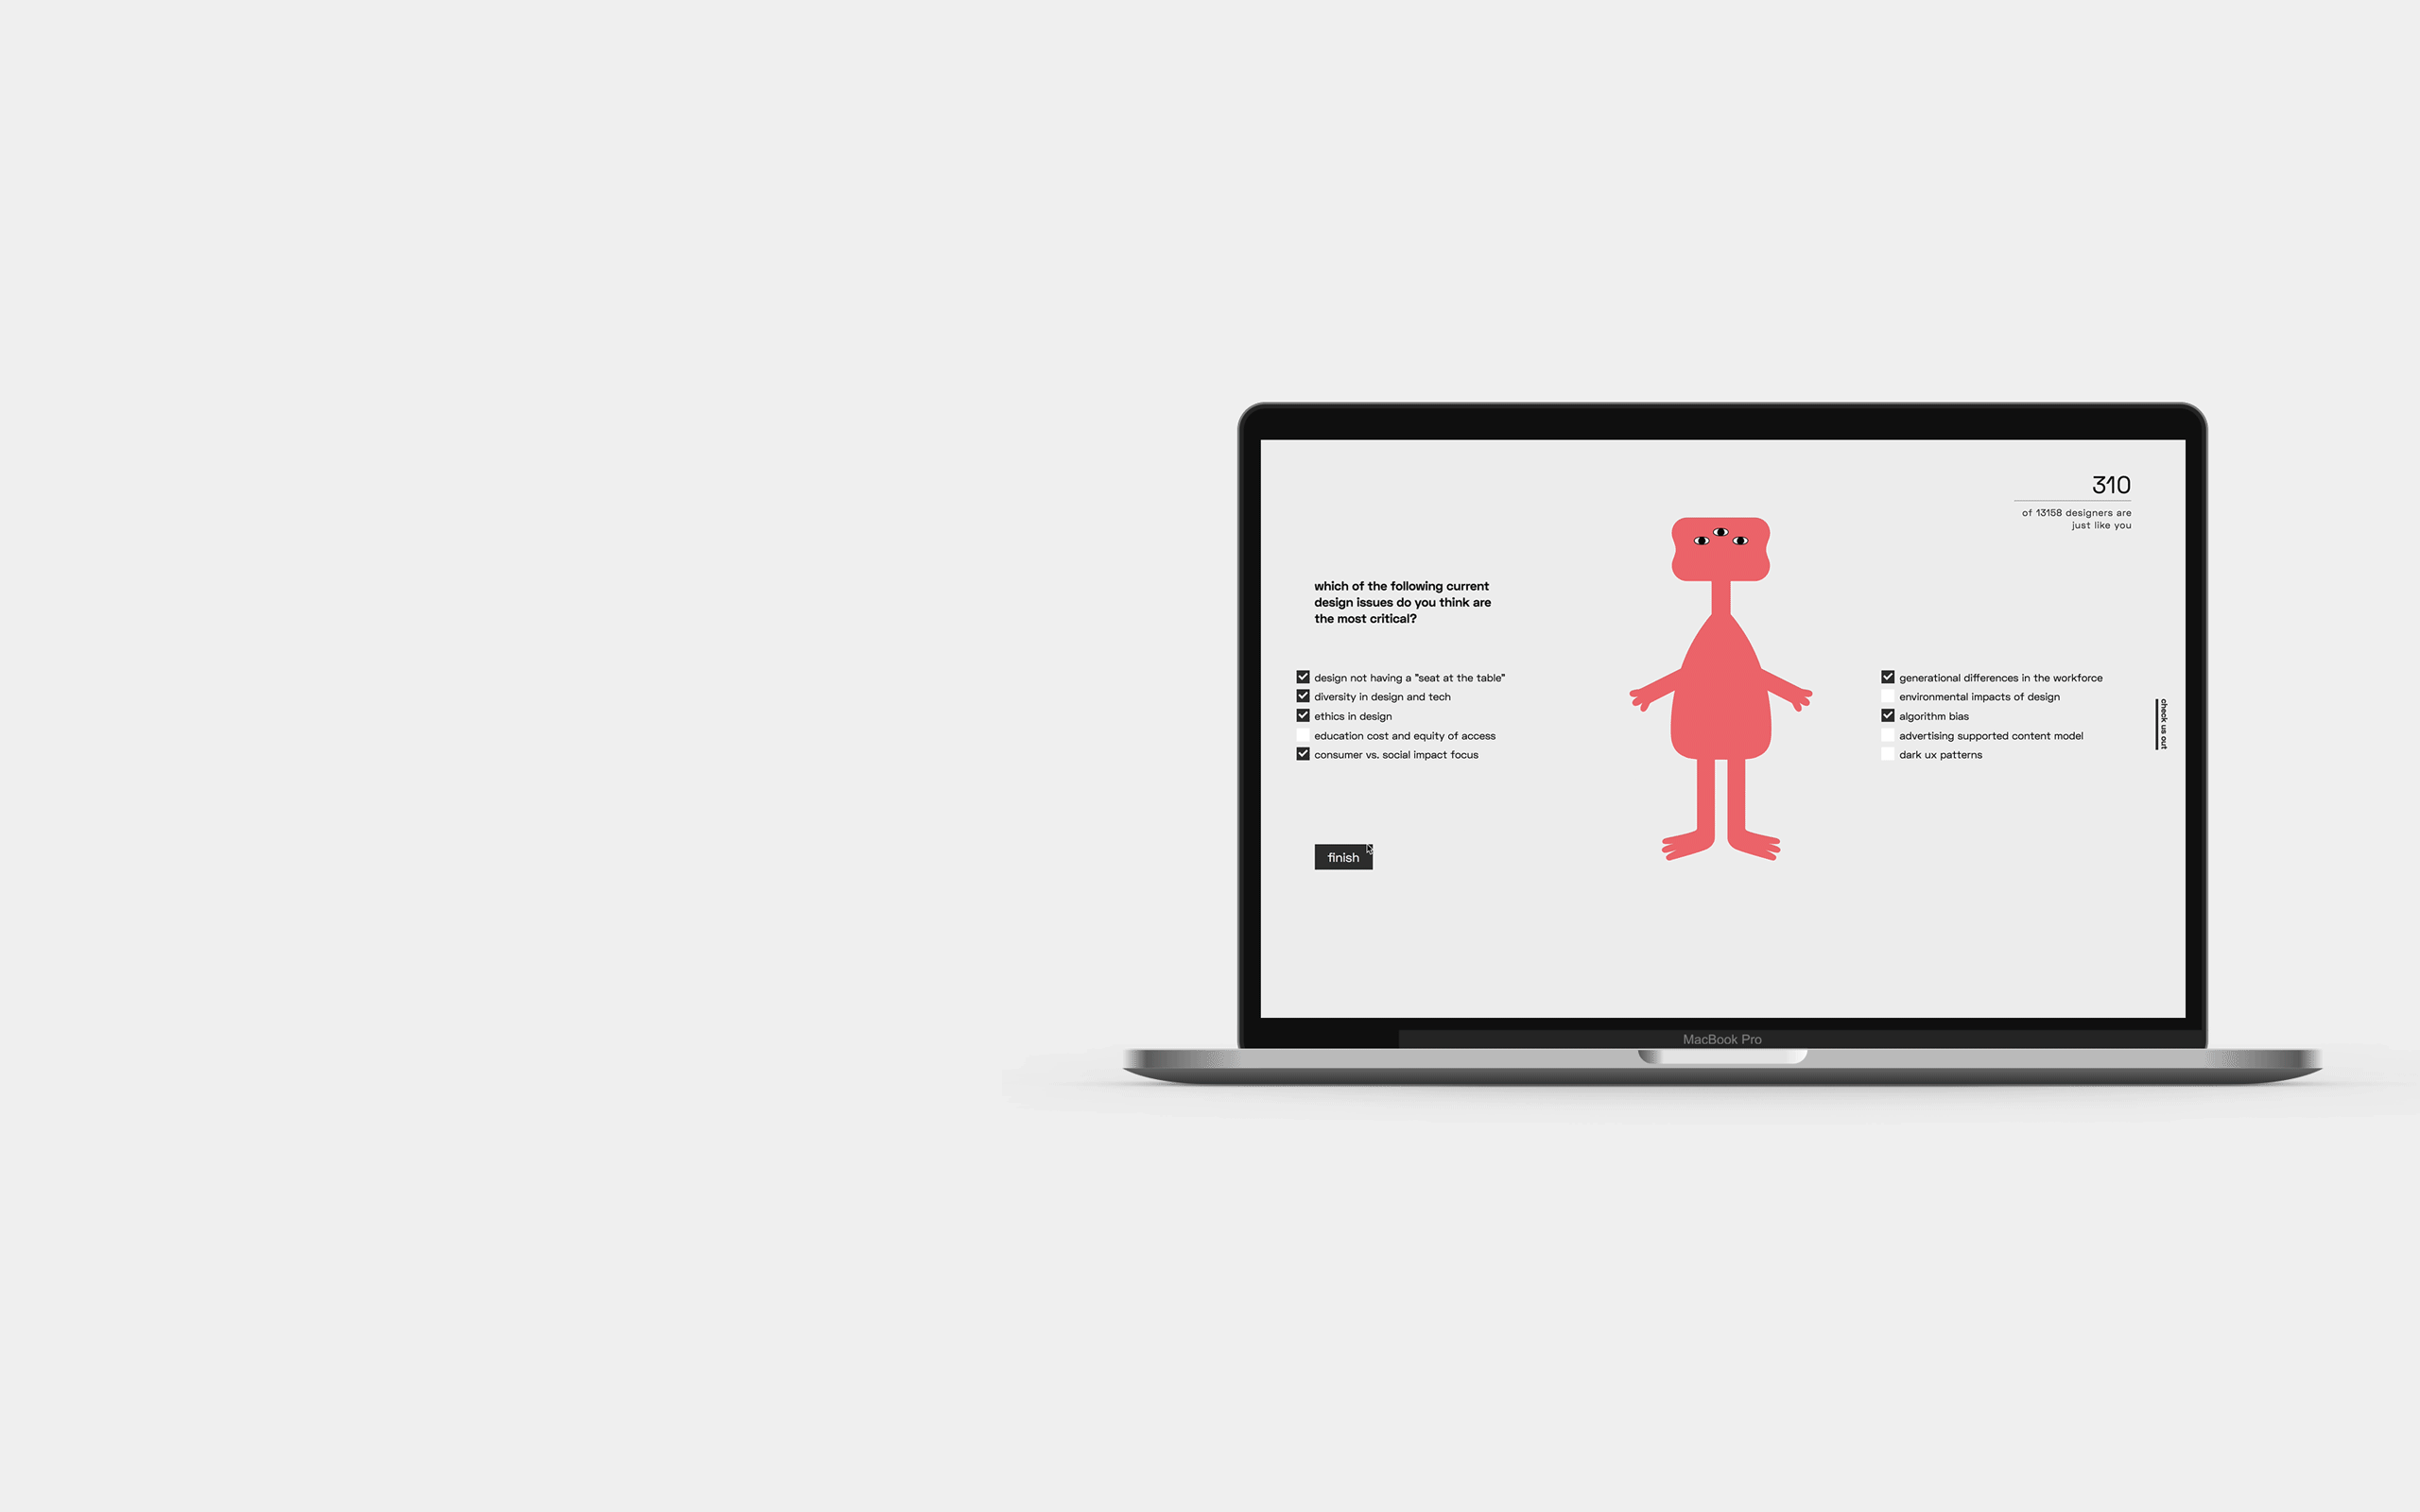 310
of 13158 designers are
just like you
which of the following current
design issues do you think are
the most critical?
design not having a "seat at the table"
diversity in design and tech
ethics in design
education cost and equity of access
consumer vs. social impact focus
generational differences in the workforce
environmental impacts of design
algorithm bias
advertising supported content model
dark ux patterns
check us out
finish
MacBook Pro